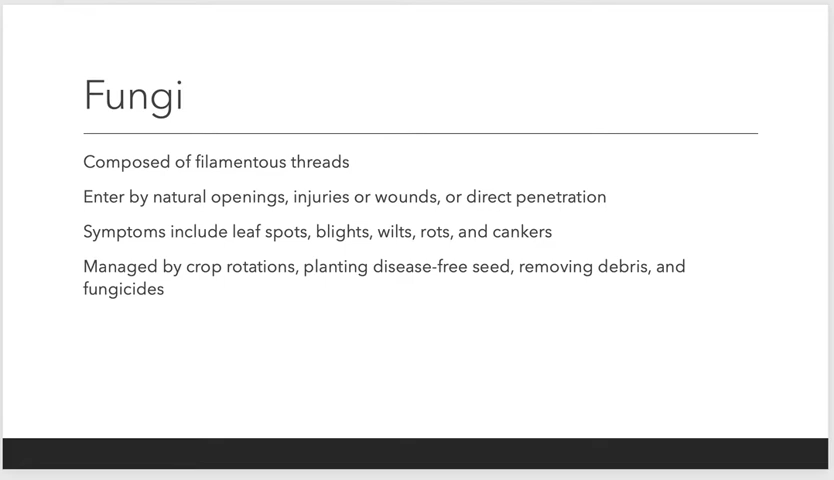 Fungi
Composed of filamentous threads
Enter by natural openings, injuries or wounds, or direct penetration
Symptoms include leaf spots, blights, wilts, rots, and cankers
Managed by crop rotations, planting disease-free seed, removing debris, and
fungicides